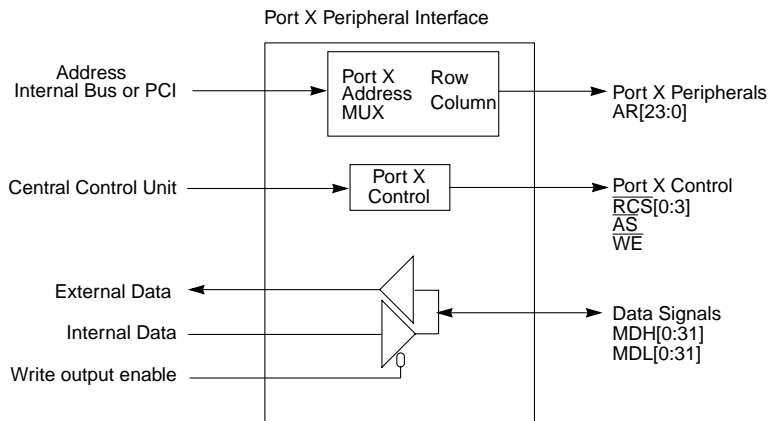 Port X Peripheral Interface
Address
Internal Bus or PCI
Port X
Address
MUX
Row
Column
Port X Peripherals
AR[23:0]
Central Control Unit
Port X
Control
Port X Control
RCS[0:3]
AS
WE
External Data
Internal Data
Write output enable
Data Signals
MDH[0:31]
MDL[0:31]